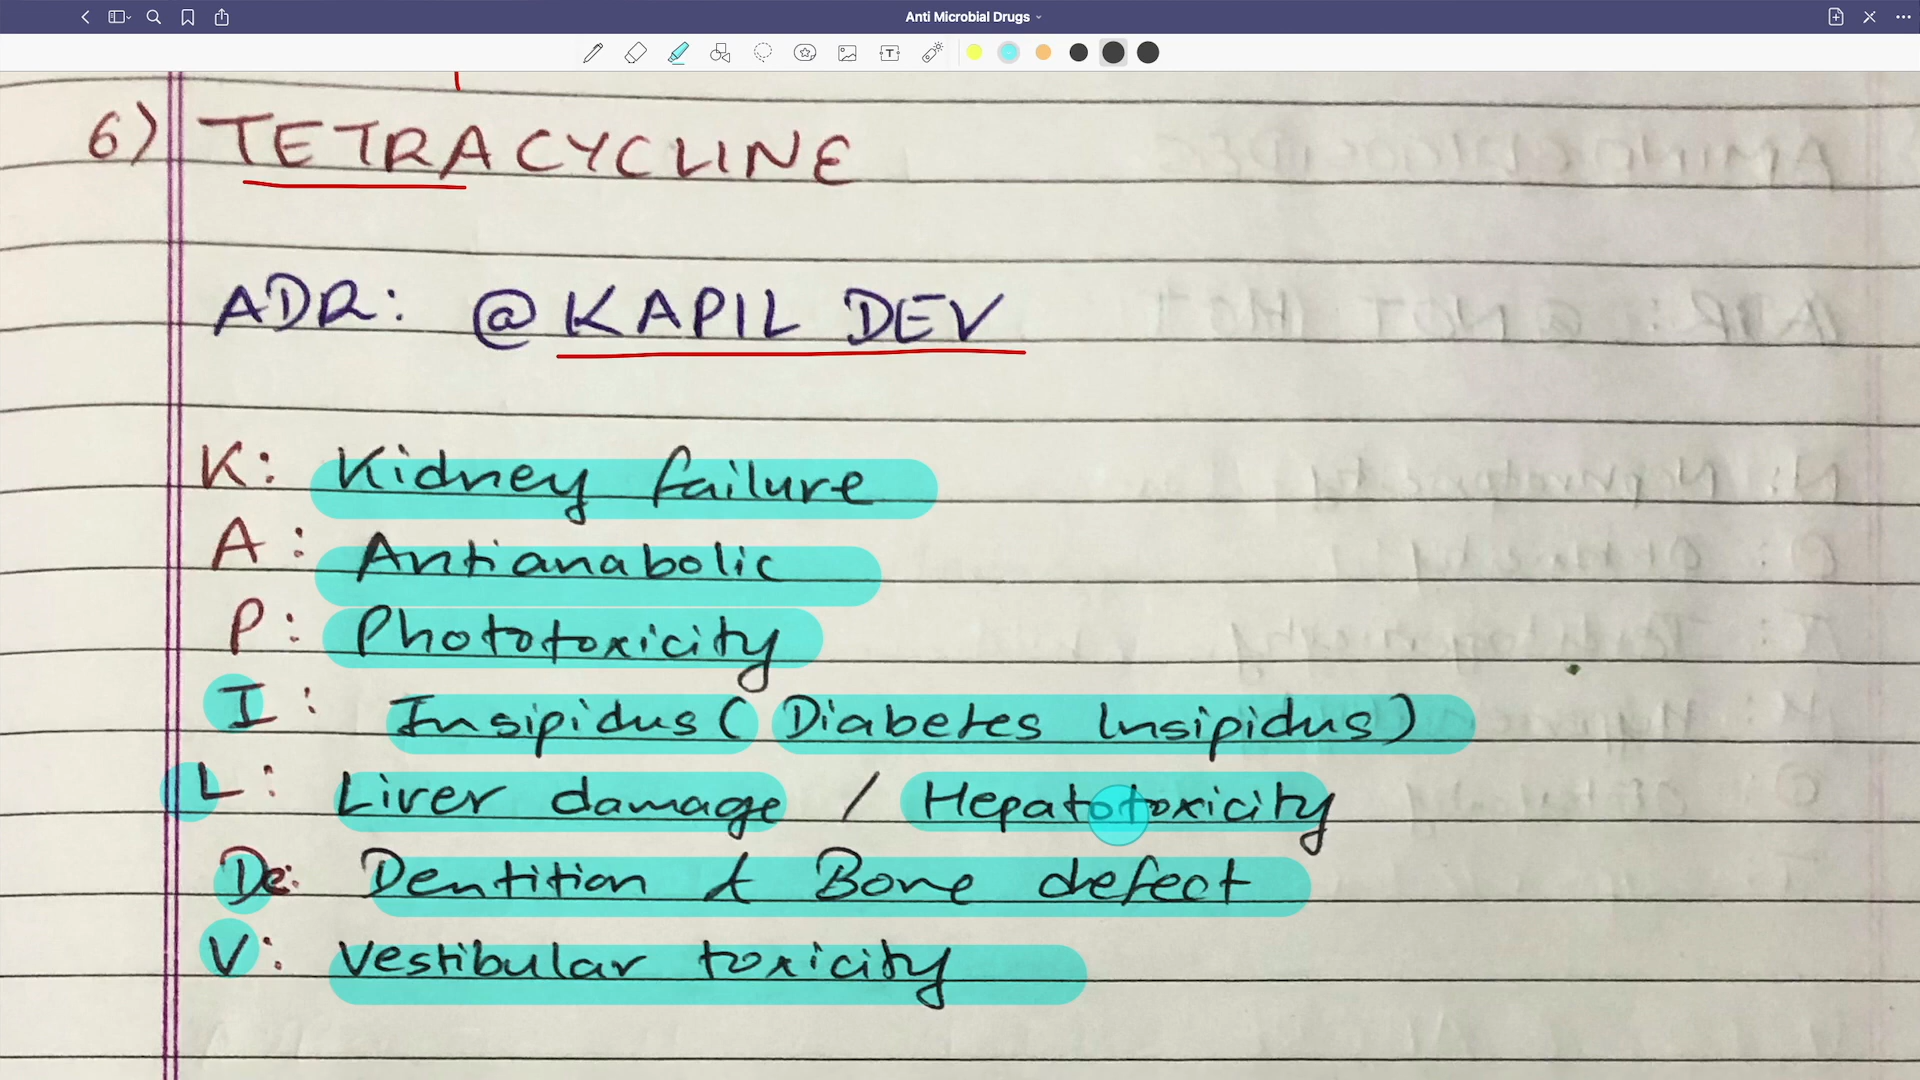 Anti Microbial Drugs
6) TETRACYCLINE
ADR: @ KAPIL DEV
K: Kidney failure
A: Antianabolic
P: Phototoxicity
I: Insipidus ( Diabetes Insipidus)
L: Liver damage / Hepatotoxicity
De: Dentition & Bone defect
V: Vestibular toxicity